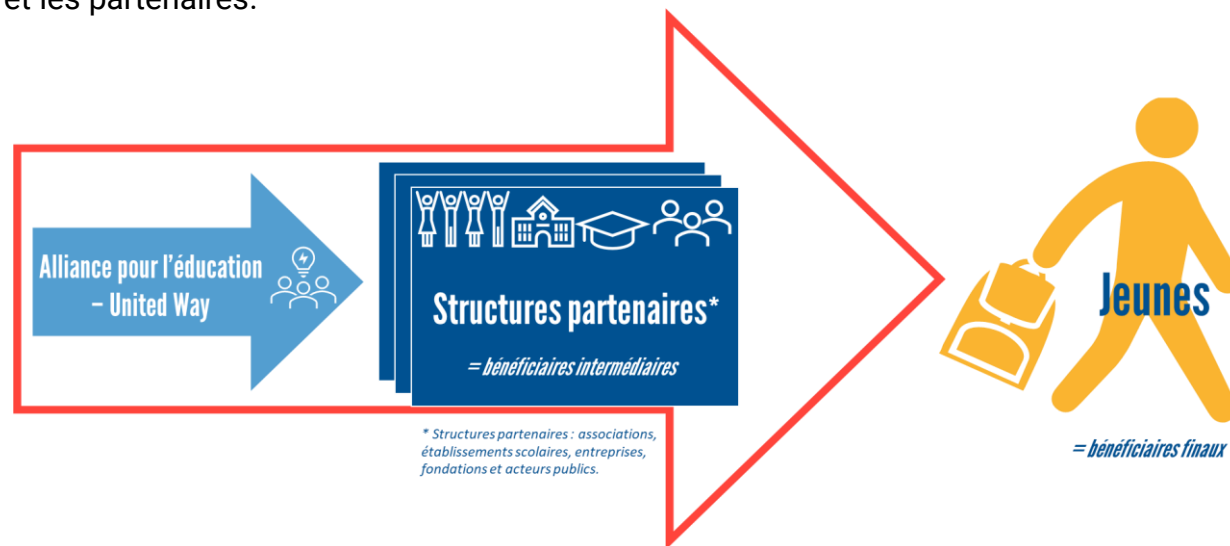 et les partenaires.
Alliance pour l'éducation
– United Way
Structures partenaires*
= bénéficiaires intermédiaires
* Structures partenaires : associations,
établissements scolaires, entreprises,
fondations et acteurs publics.
Jeunes
= bénéficiaires finaux